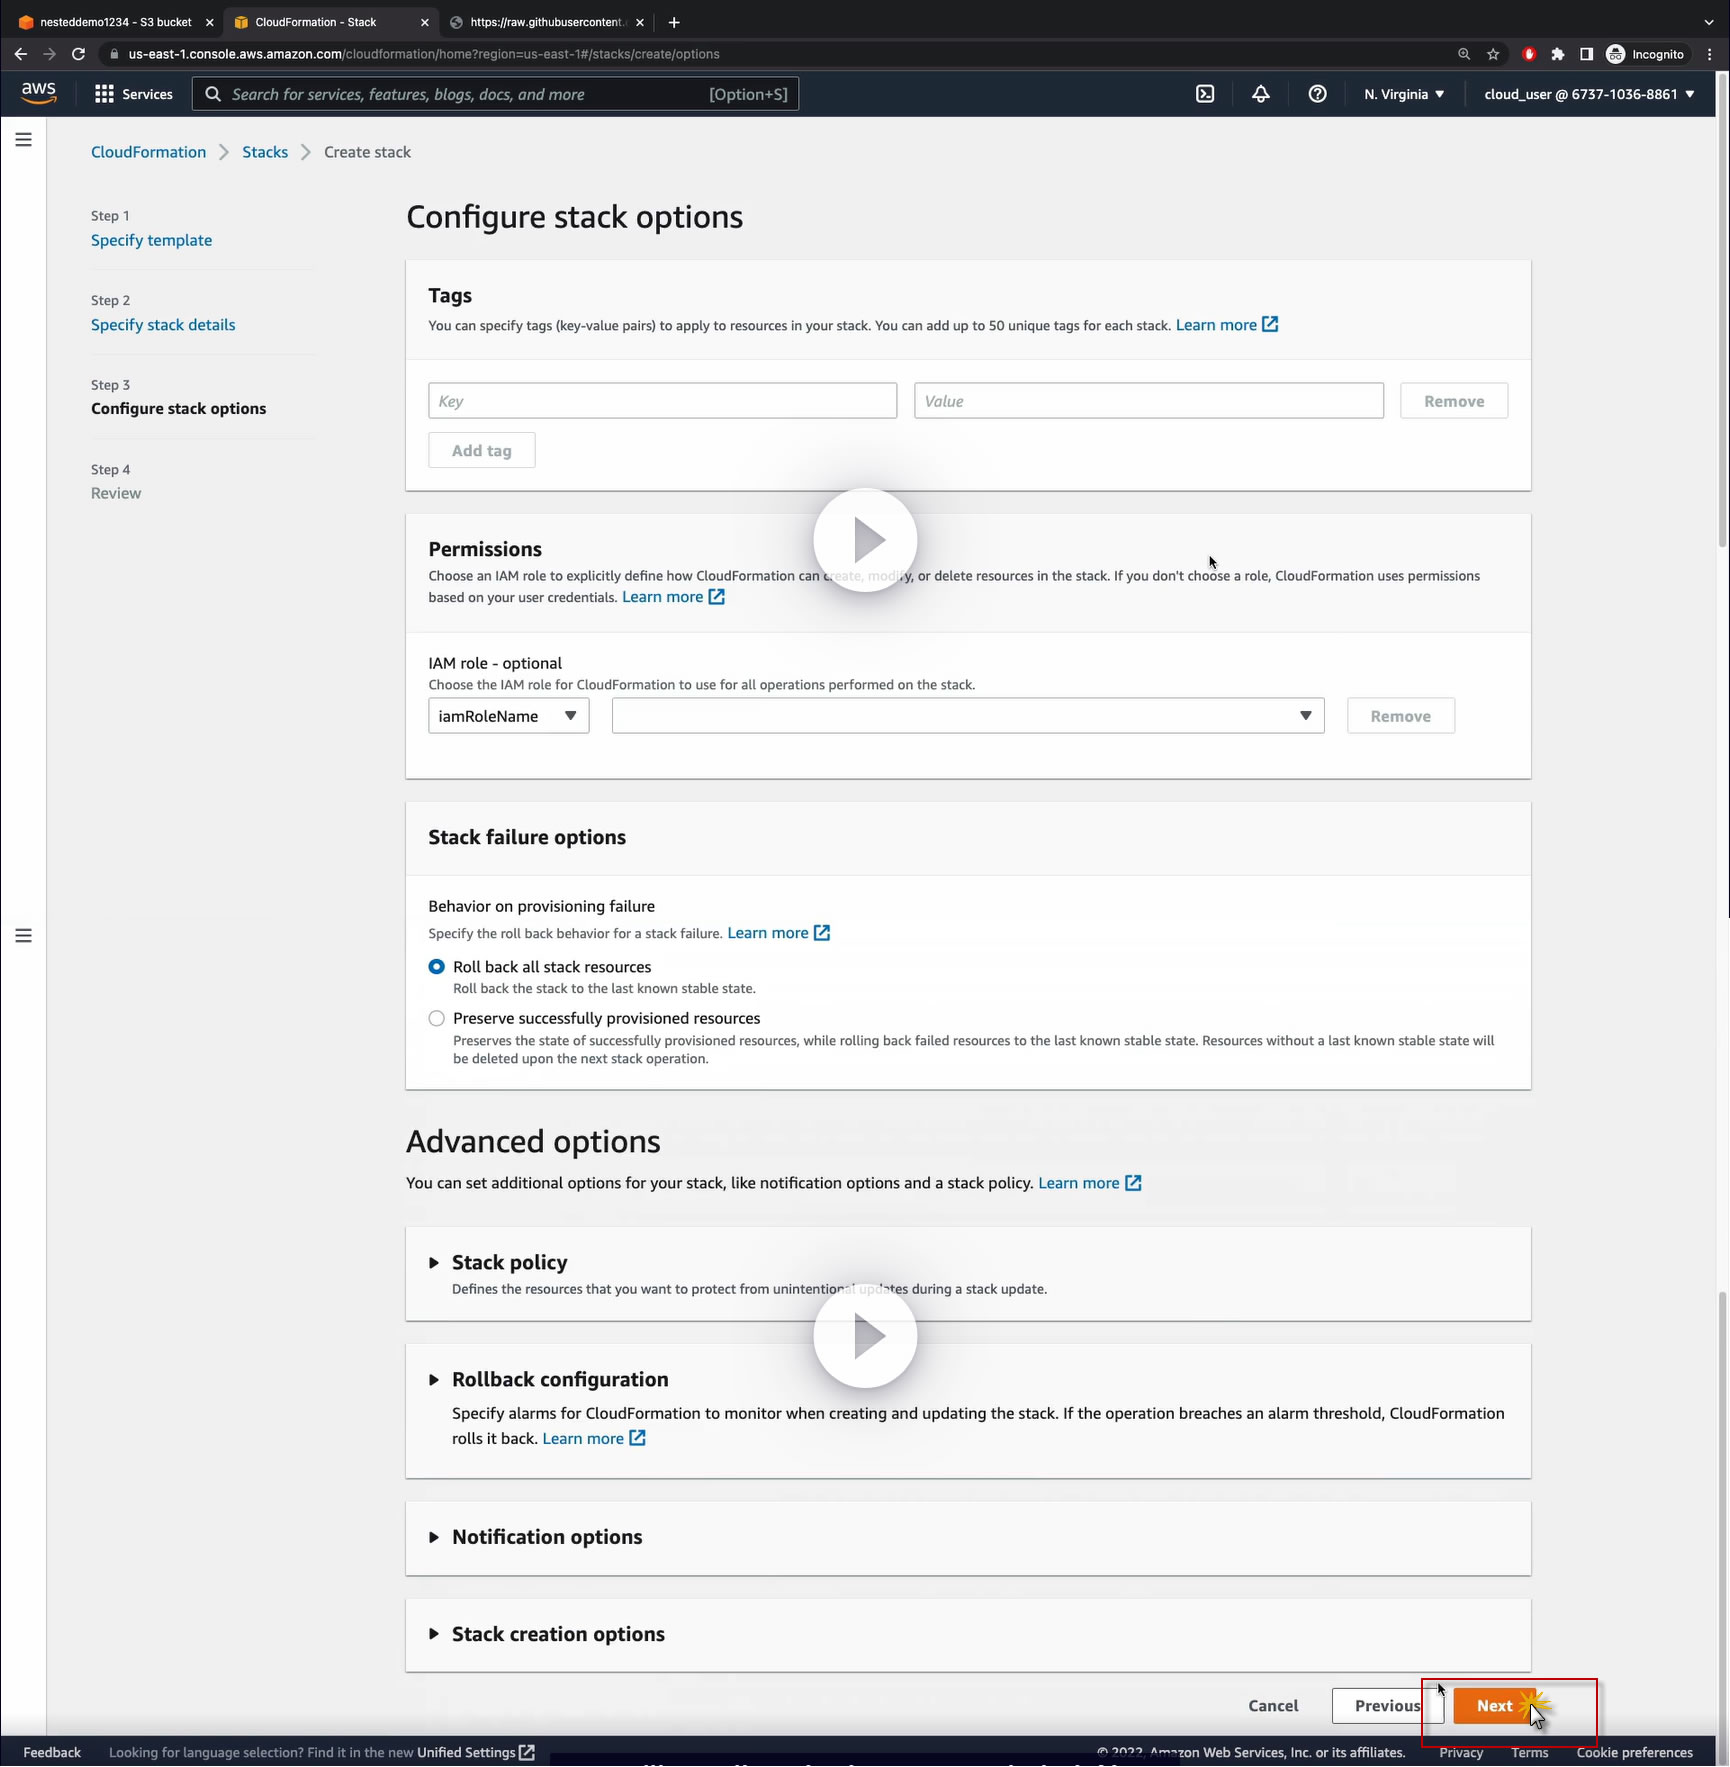 nesteddemo1234 - S3 bucket
CloudFormation - Stack
https://raw.githubusercontent.
us-east-1.console.aws.amazon.com/cloudformation/home?region=us-east-1#/stacks/create/options
Incognito
aws
Services
Search for services, features, blogs, docs, and more
[Option+S]
N. Virginia
cloud_user @ 6737-1036-8861
CloudFormation
Stacks
Create stack
Step 1
Specify template
Step 2
Specify stack details
Step 3
Configure stack options
Step 4
Review
Configure stack options
Tags
You can specify tags (key-value pairs) to apply to resources in your stack. You can add up to 50 unique tags for each stack. Learn more
Key
Value
Remove
Add tag
Permissions
Choose an IAM role to explicitly define how CloudFormation can create, modify, or delete resources in the stack. If you don't choose a role, CloudFormation uses permissions
based on your user credentials. Learn more
IAM role - optional
Choose the IAM role for CloudFormation to use for all operations performed on the stack.
iamRoleName
Remove
Stack failure options
Behavior on provisioning failure
Specify the roll back behavior for a stack failure. Learn more
Roll back all stack resources
Roll back the stack to the last known stable state.
Preserve successfully provisioned resources
Preserves the state of successfully provisioned resources, while rolling back failed resources to the last known stable state. Resources without a last known stable state will
be deleted upon the next stack operation.
Advanced options
You can set additional options for your stack, like notification options and a stack policy. Learn more
Stack policy
Defines the resources that you want to protect from unintentional updates during a stack update.
Rollback configuration
Specify alarms for CloudFormation to monitor when creating and updating the stack. If the operation breaches an alarm threshold, CloudFormation
rolls it back. Learn more
Notification options
Stack creation options
Cancel
Previous
Next
Feedback
Looking for language selection? Find it in the new Unified Settings
© 2022, Amazon Web Services, Inc. or its affiliates.
Privacy
Terms
Cookie preferences